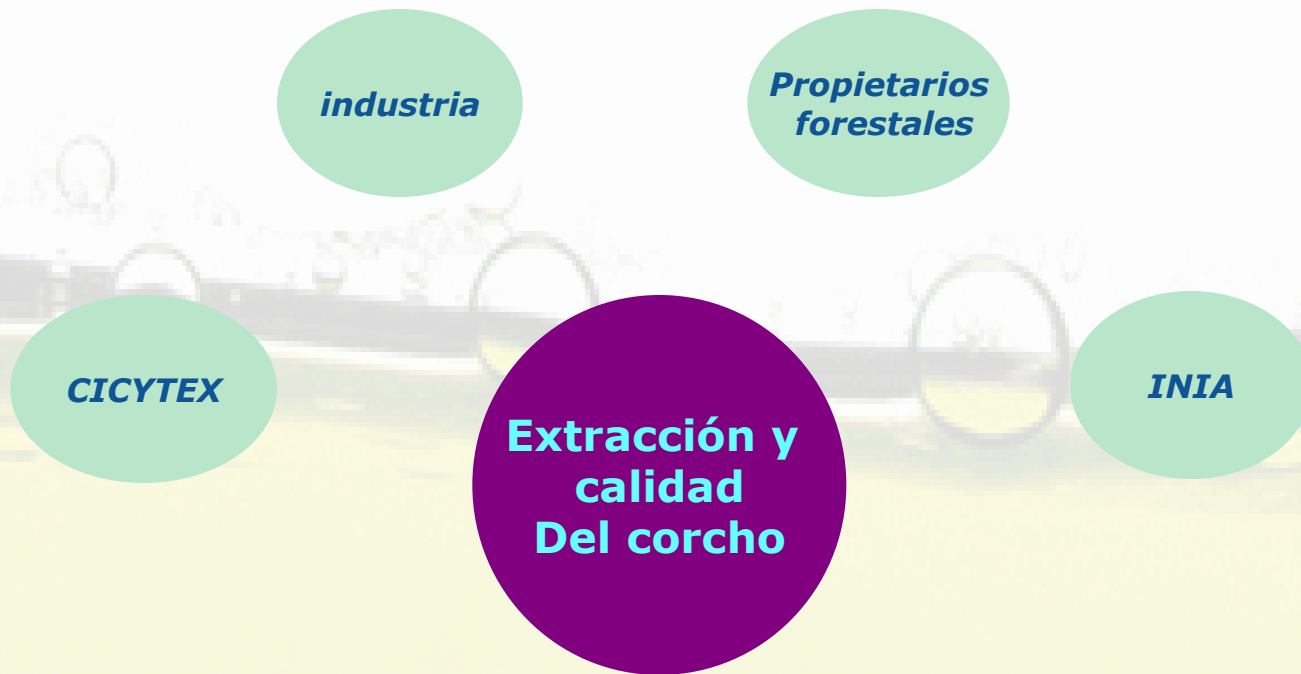 industria
Propietarios
forestales
CICYTEX
INIA
Extracción y
calidad
Del corcho